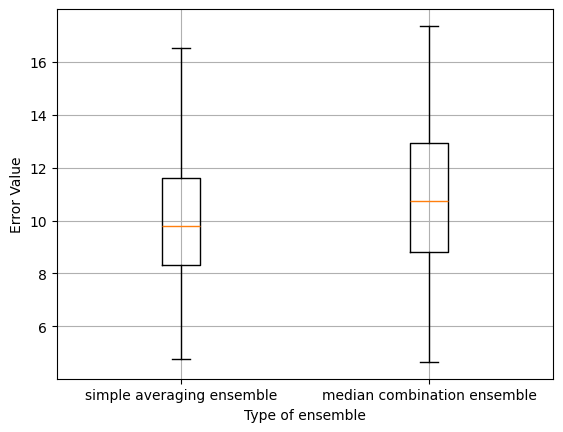 16
14
12
10
8
6
Error Value
simple averaging ensemble
median combination ensemble
Type of ensemble